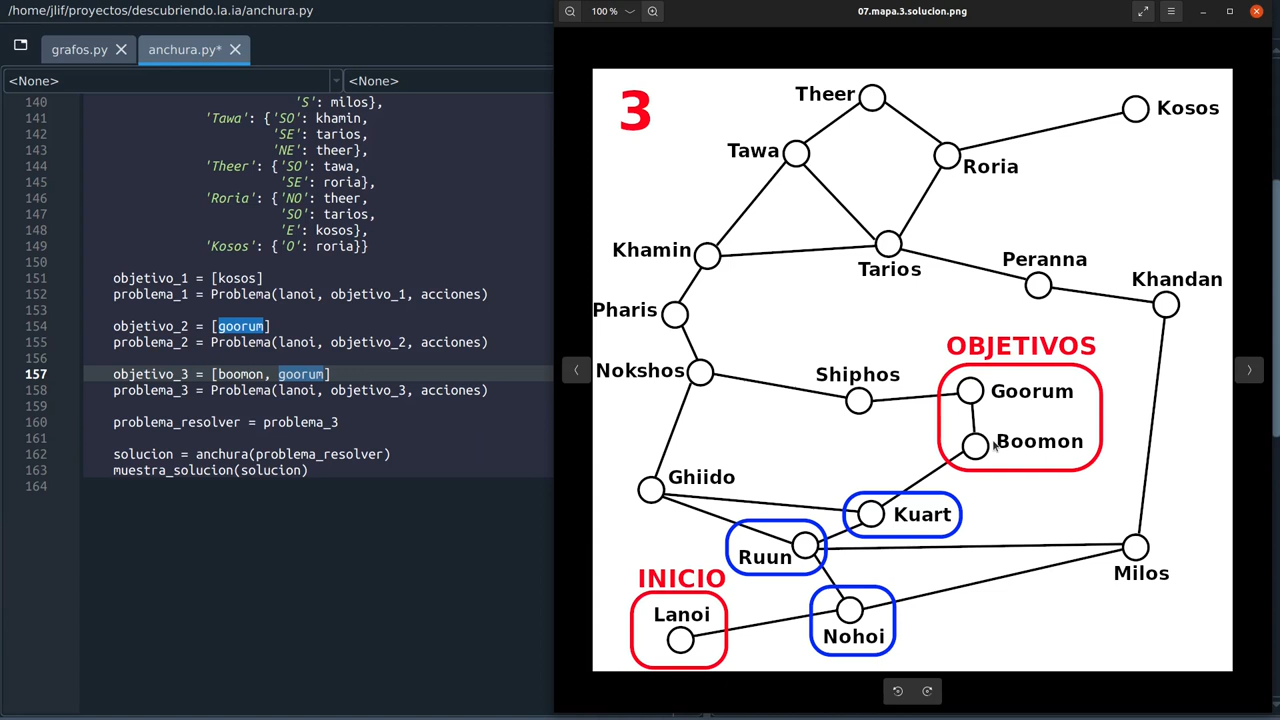 /home/jlif/proyectos/descubriendo.la.ia/anchura.py
grafos.py
anchura.py*
<None>
<None>
140 'S': milos},
141 'Tawa': {'SO': khamin,
142 'SE': tarios,
143 'NE': theer},
144 'Theer': {'SO': tawa,
145 'SE': roria},
146 'Roria': {'NO': theer,
147 'SO': tarios,
148 'E': kosos},
149 'Kosos': {'O': roria}}
150
151 objetivo_1 = [kosos]
152 problema_1 = Problema(lanoi, objetivo_1, acciones)
153
154 objetivo_2 = [goorum]
155 problema_2 = Problema(lanoi, objetivo_2, acciones)
156
157 objetivo_3 = [boomon, goorum]
158 problema_3 = Problema(lanoi, objetivo_3, acciones)
159
160 problema_resolver = problema_3
161
162 solucion = anchura(problema_resolver)
163 muestra_solucion(solucion)
164
100 %
07.mapa.3.solucion.png
3
Theer
Kosos
Tawa
Roria
Khamin
Tarios
Peranna
Khandan
Pharis
OBJETIVOS
Nokshos
Shiphos
Goorum
Boomon
Ghiido
Kuart
Ruun
Milos
INICIO
Lanoi
Nohoi